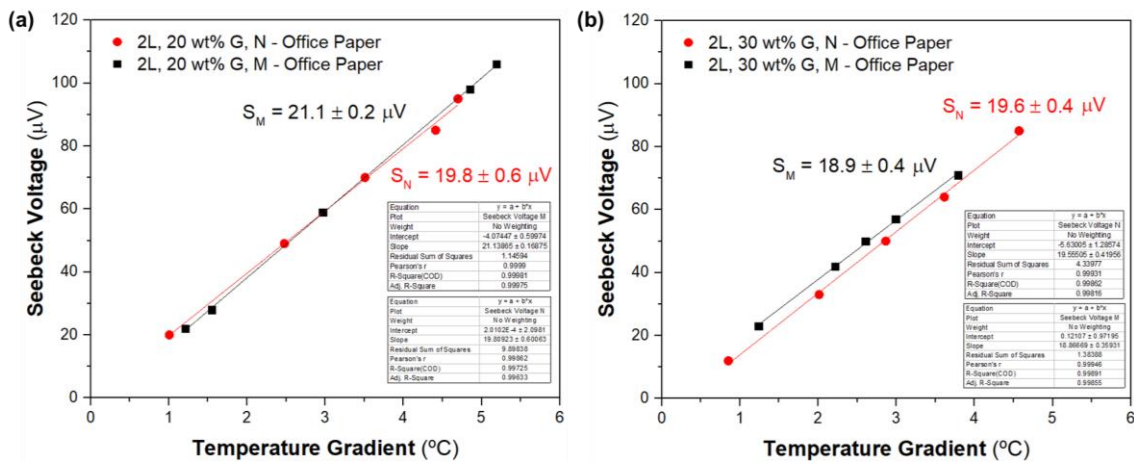 (a)
120
100
80
60
40
20
0
Seebeck Voltage (µV)
2L, 20 wt% G, N - Office Paper
2L, 20 wt% G, M - Office Paper
S_M = 21.1 ± 0.2 µV
S_N = 19.8 ± 0.6 µV
Equation y = a + b*x
Plot Seebeck Voltage M
Weight No Weighting
Intercept -4.07447 ± 0.59974
Slope 21.13865 ± 0.16875
Residual Sum of Squares 1.14594
Pearson's r 0.9999
R-Square(COD) 0.99981
Adj. R-Square 0.99975
Equation y = a + b*x
Plot Seebeck Voltage N
Weight No Weighting
Intercept 2.0102E-4 ± 2.0981
Slope 19.80923 ± 0.60063
Residual Sum of Squares 9.89838
Pearson's r 0.99862
R-Square(COD) 0.99725
Adj. R-Square 0.99633
0 1 2 3 4 5 6
Temperature Gradient (ºC)
(b)
120
100
80
60
40
20
0
Seebeck Voltage (µV)
2L, 30 wt% G, N - Office Paper
2L, 30 wt% G, M - Office Paper
S_N = 19.6 ± 0.4 µV
S_M = 18.9 ± 0.4 µV
Equation y = a + b*x
Plot Seebeck Voltage N
Weight No Weighting
Intercept -5.63005 ± 1.28574
Slope 19.55505 ± 0.41956
Residual Sum of Squares 4.33977
Pearson's r 0.99931
R-Square(COD) 0.99862
Adj. R-Square 0.99816
Equation y = a + b*x
Plot Seebeck Voltage M
Weight No Weighting
Intercept 0.12107 ± 0.97195
Slope 18.86669 ± 0.35931
Residual Sum of Squares 1.38388
Pearson's r 0.99946
R-Square(COD) 0.99891
Adj. R-Square 0.99855
0 1 2 3 4 5 6
Temperature Gradient (ºC)